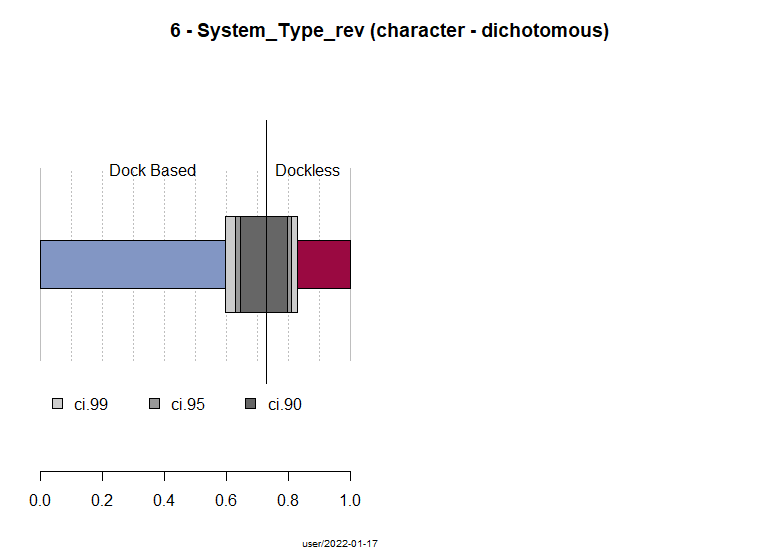 6 - System_Type_rev (character - dichotomous)
Dock Based Dockless
ci.99 ci.95 ci.90
0.0 0.2 0.4 0.6 0.8 1.0
user/2022-01-17